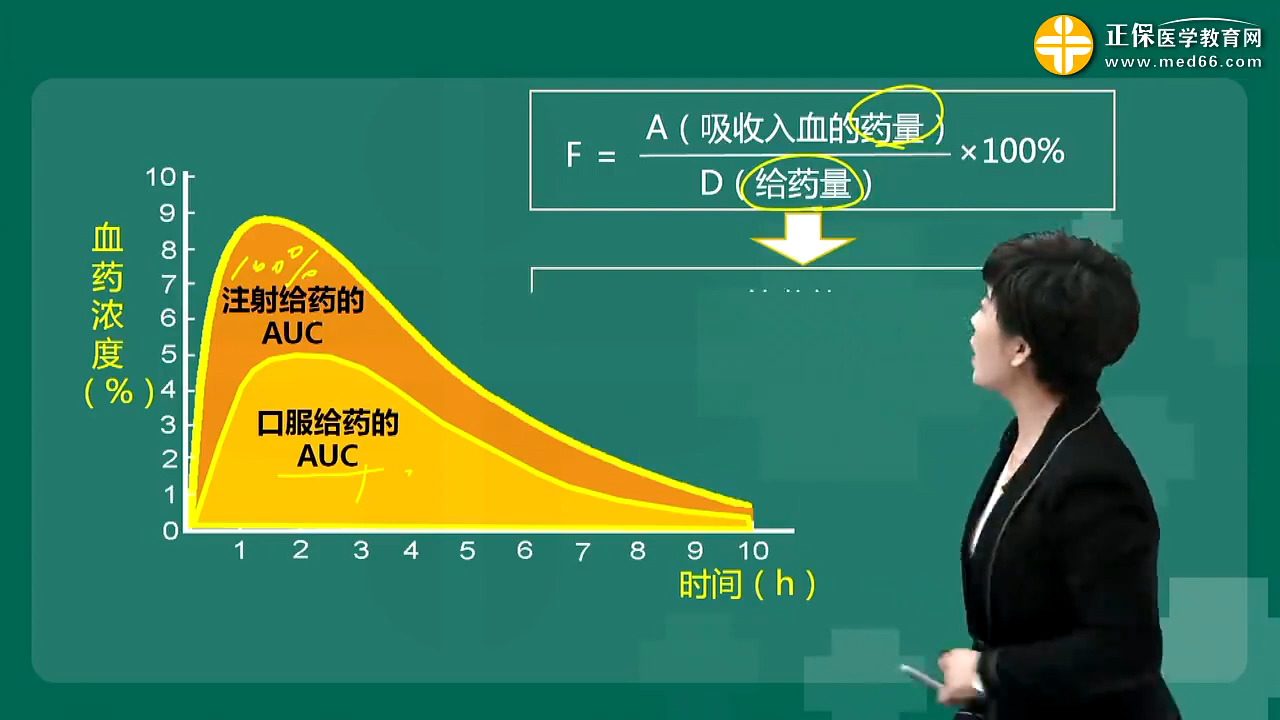 正保医学教育网
www.med66.com
F = A（吸收入血的药量） ×100%
D（给药量）
血药浓度
（%）
10
9
8
7
6
5
4
3
2
1
0
100%
注射给药的
AUC
口服给药的
AUC
1 2 3 4 5 6 7 8 9 10
时间（h）